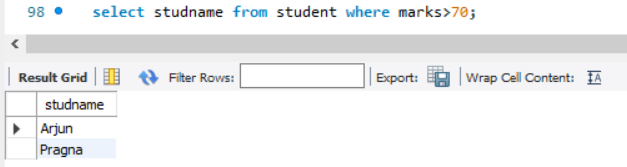 98 select studname from student where marks>70;
Result Grid Filter Rows: Export: Wrap Cell Content:
studname
Arjun
Pragna